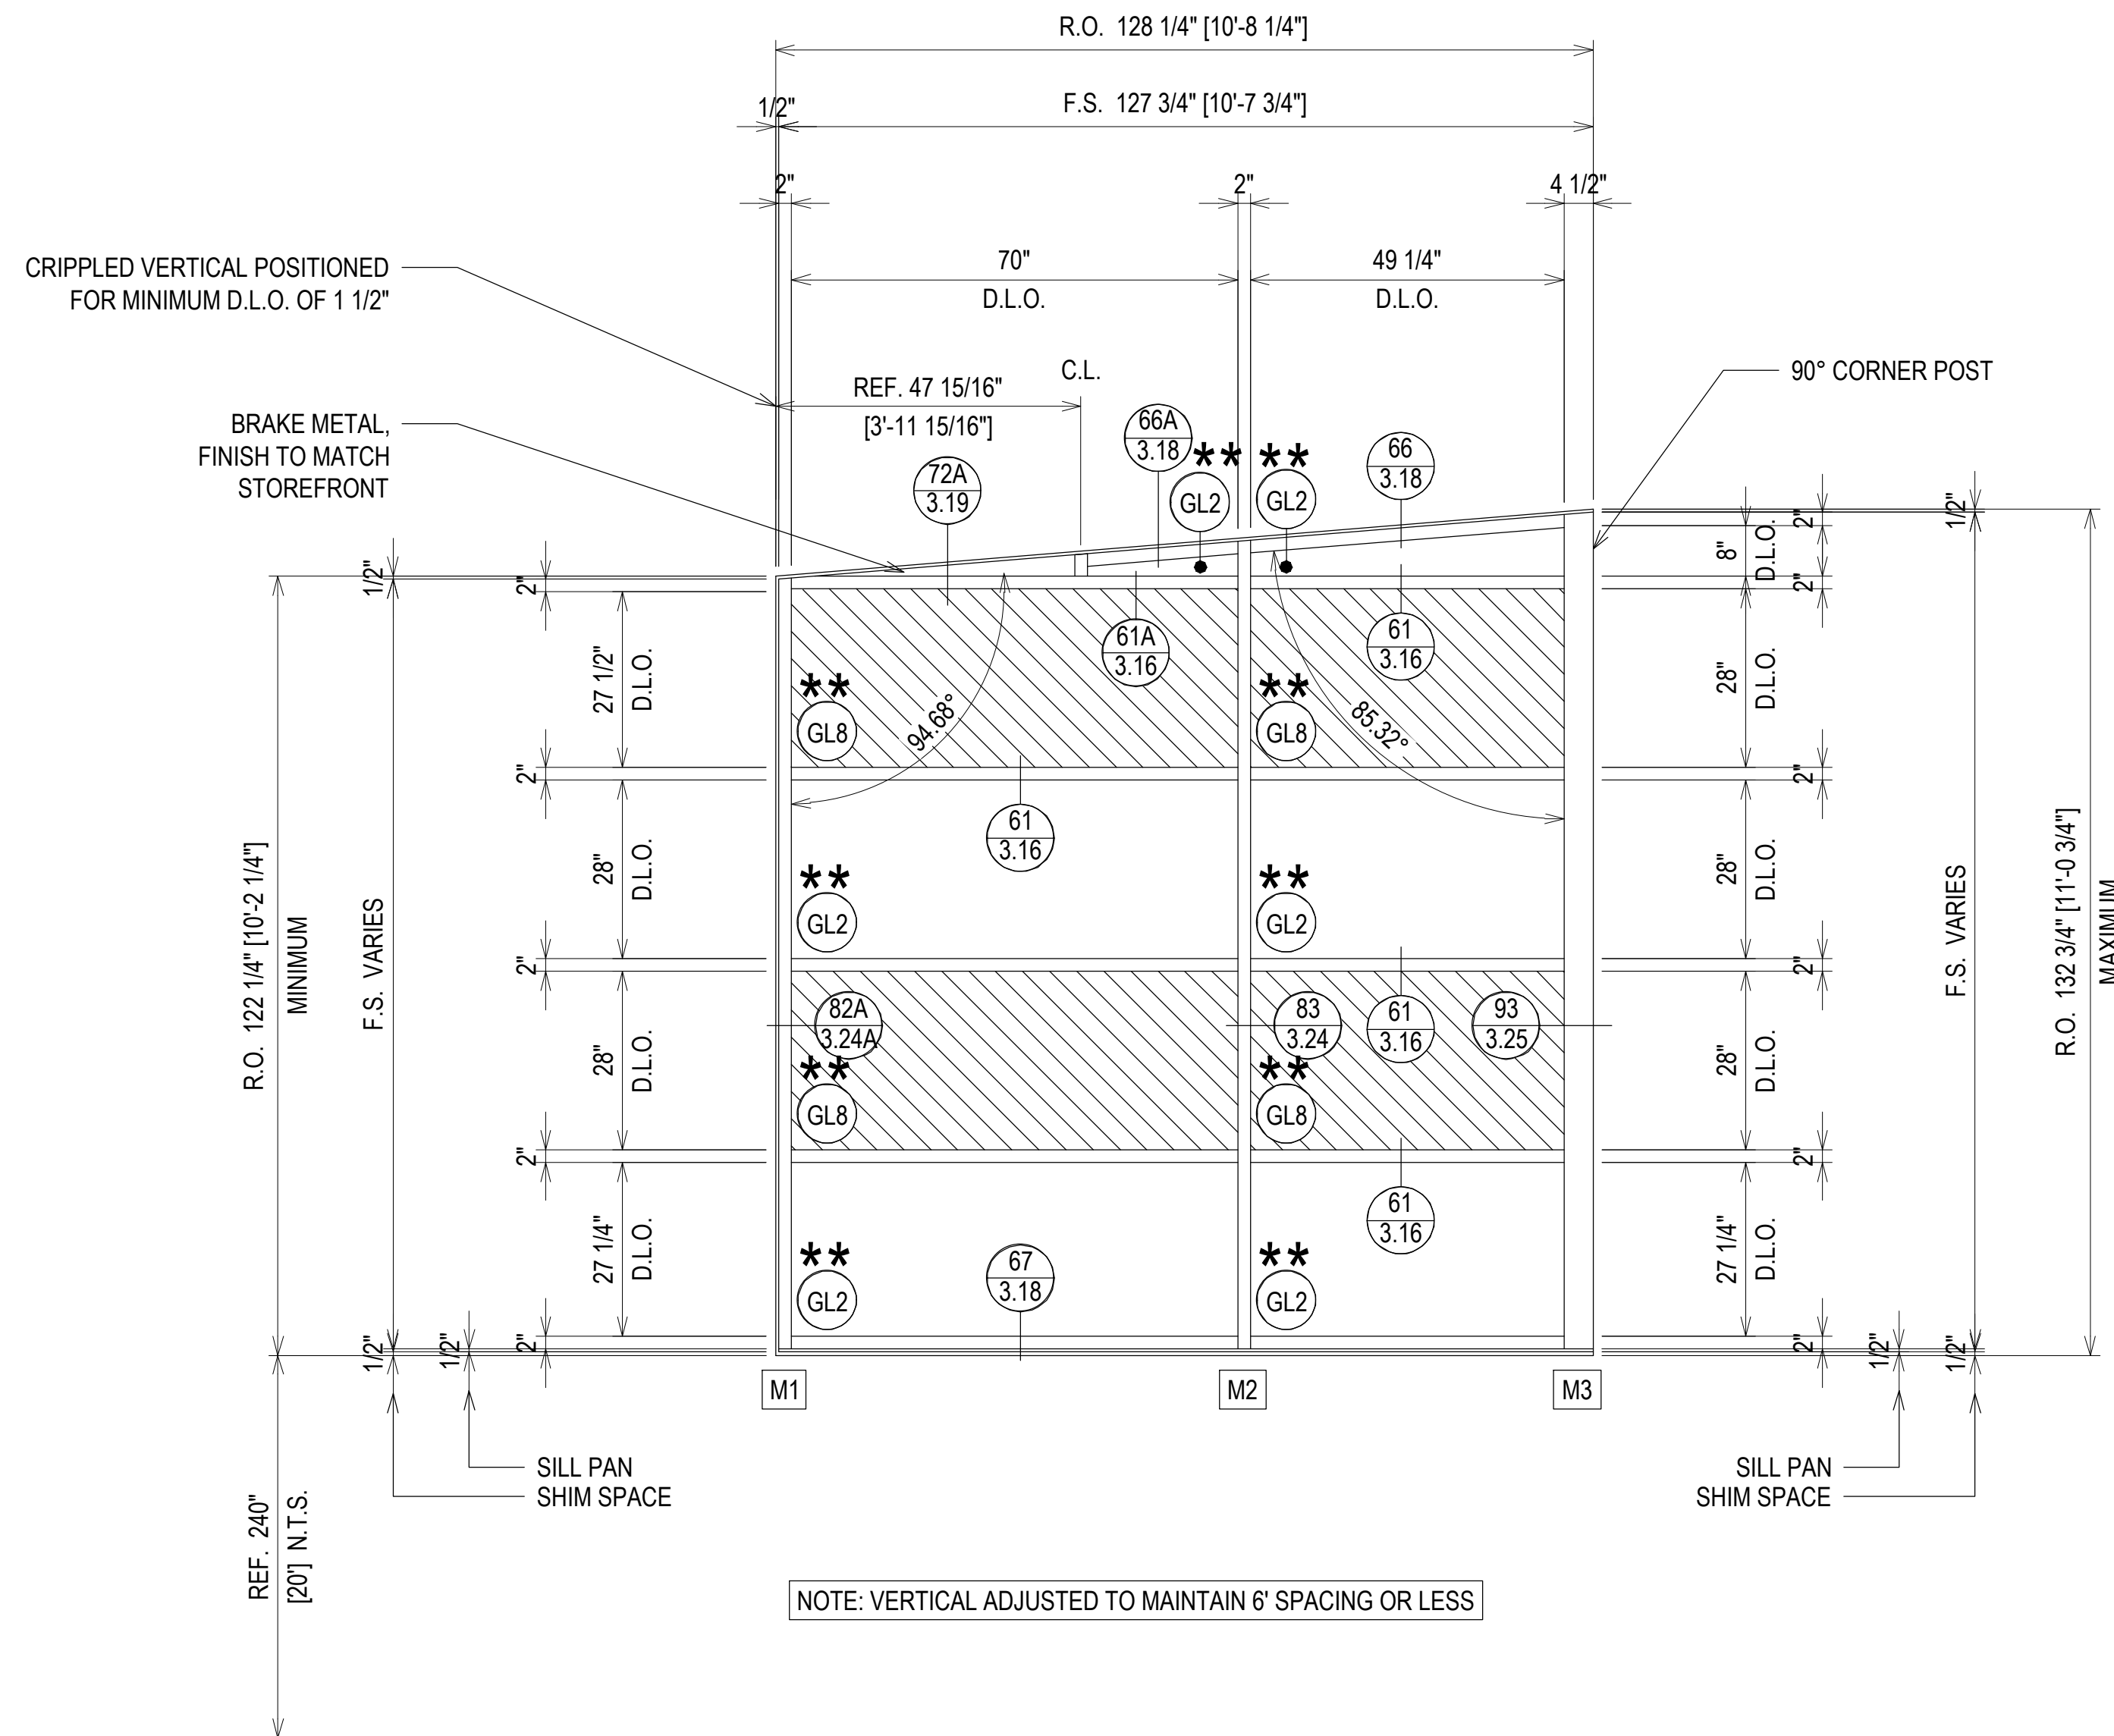 R.O. 128 1/4" [10'-8 1/4"]
F.S. 127 3/4" [10'-7 3/4"]
1/2"
2"
2"
4 1/2"
70"
D.L.O.
49 1/4"
D.L.O.
CRIPPLED VERTICAL POSITIONED
FOR MINIMUM D.L.O. OF 1 1/2"
BRAKE METAL,
FINISH TO MATCH
STOREFRONT
REF. 47 15/16"
[3'-11 15/16"]
C.L.
90° CORNER POST
72A
3.19
66A
3.18
**
GL2
**
GL2
66
3.18
61A
3.16
61
3.16
**
GL8
94.68°
**
GL8
85.32°
61
3.16
**
GL2
**
GL2
82A
3.24A
**
GL8
83
3.24
**
GL8
61
3.16
93
3.25
61
3.16
**
GL2
67
3.18
**
GL2
R.O. 122 1/4" [10'-2 1/4"]
MINIMUM
F.S. VARIES
1/2"
1/2"
1/2"
2"
27 1/2"
D.L.O.
2"
28"
D.L.O.
2"
28"
D.L.O.
2"
27 1/4"
D.L.O.
2"
2"
8"
D.L.O.
2"
28"
D.L.O.
2"
28"
D.L.O.
2"
28"
D.L.O.
2"
27 1/4"
D.L.O.
2"
1/2"
1/2"
1/2"
F.S. VARIES
R.O. 132 3/4" [11'-0 3/4"]
MAXIMUM
M1
M2
M3
SILL PAN
SHIM SPACE
SILL PAN
SHIM SPACE
REF. 240"
[20'] N.T.S.
NOTE: VERTICAL ADJUSTED TO MAINTAIN 6' SPACING OR LESS